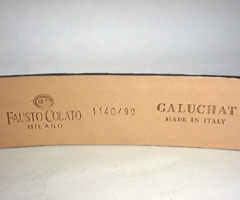 FAUSTO COLATO 1140/90 GALUCHAT
MILANO MADE IN ITALY